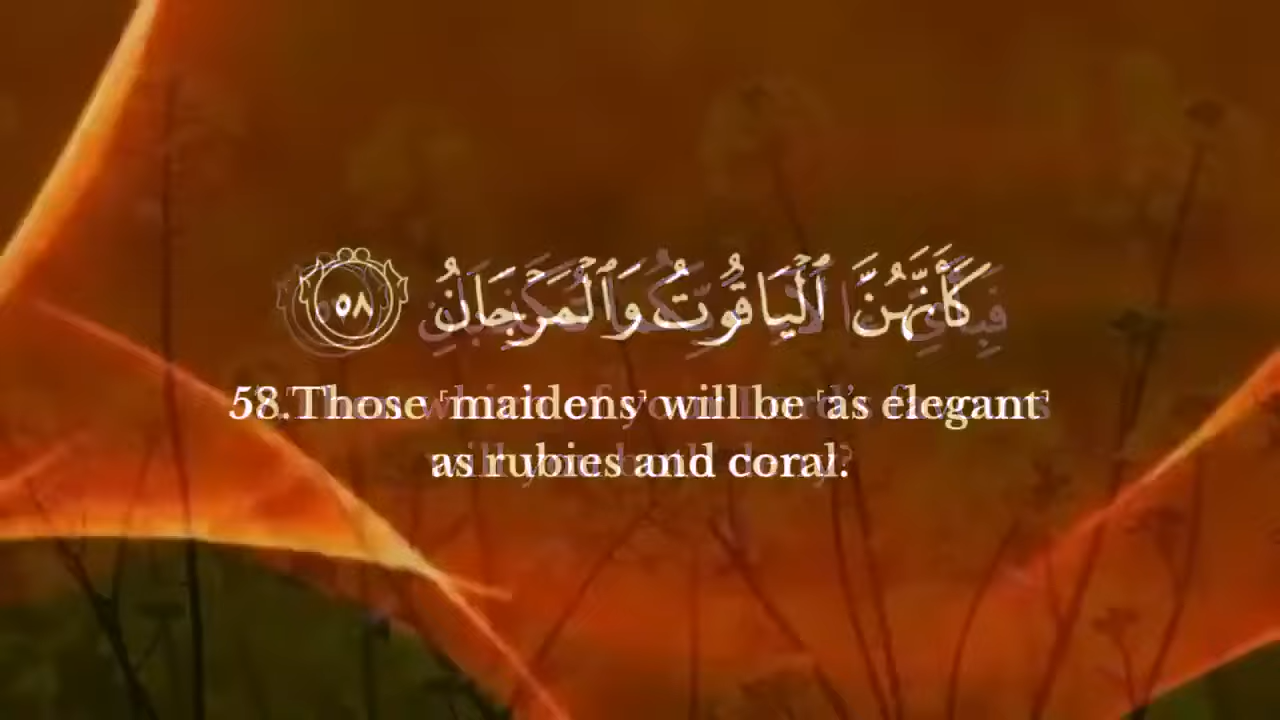 كَأَنَّهُنَّ ٱلْيَاقُوتُ وَٱلْمَرْجَانُ ٥٨
58.Those ˹maidens˺ will be ˹as elegant˺
as rubies and coral.